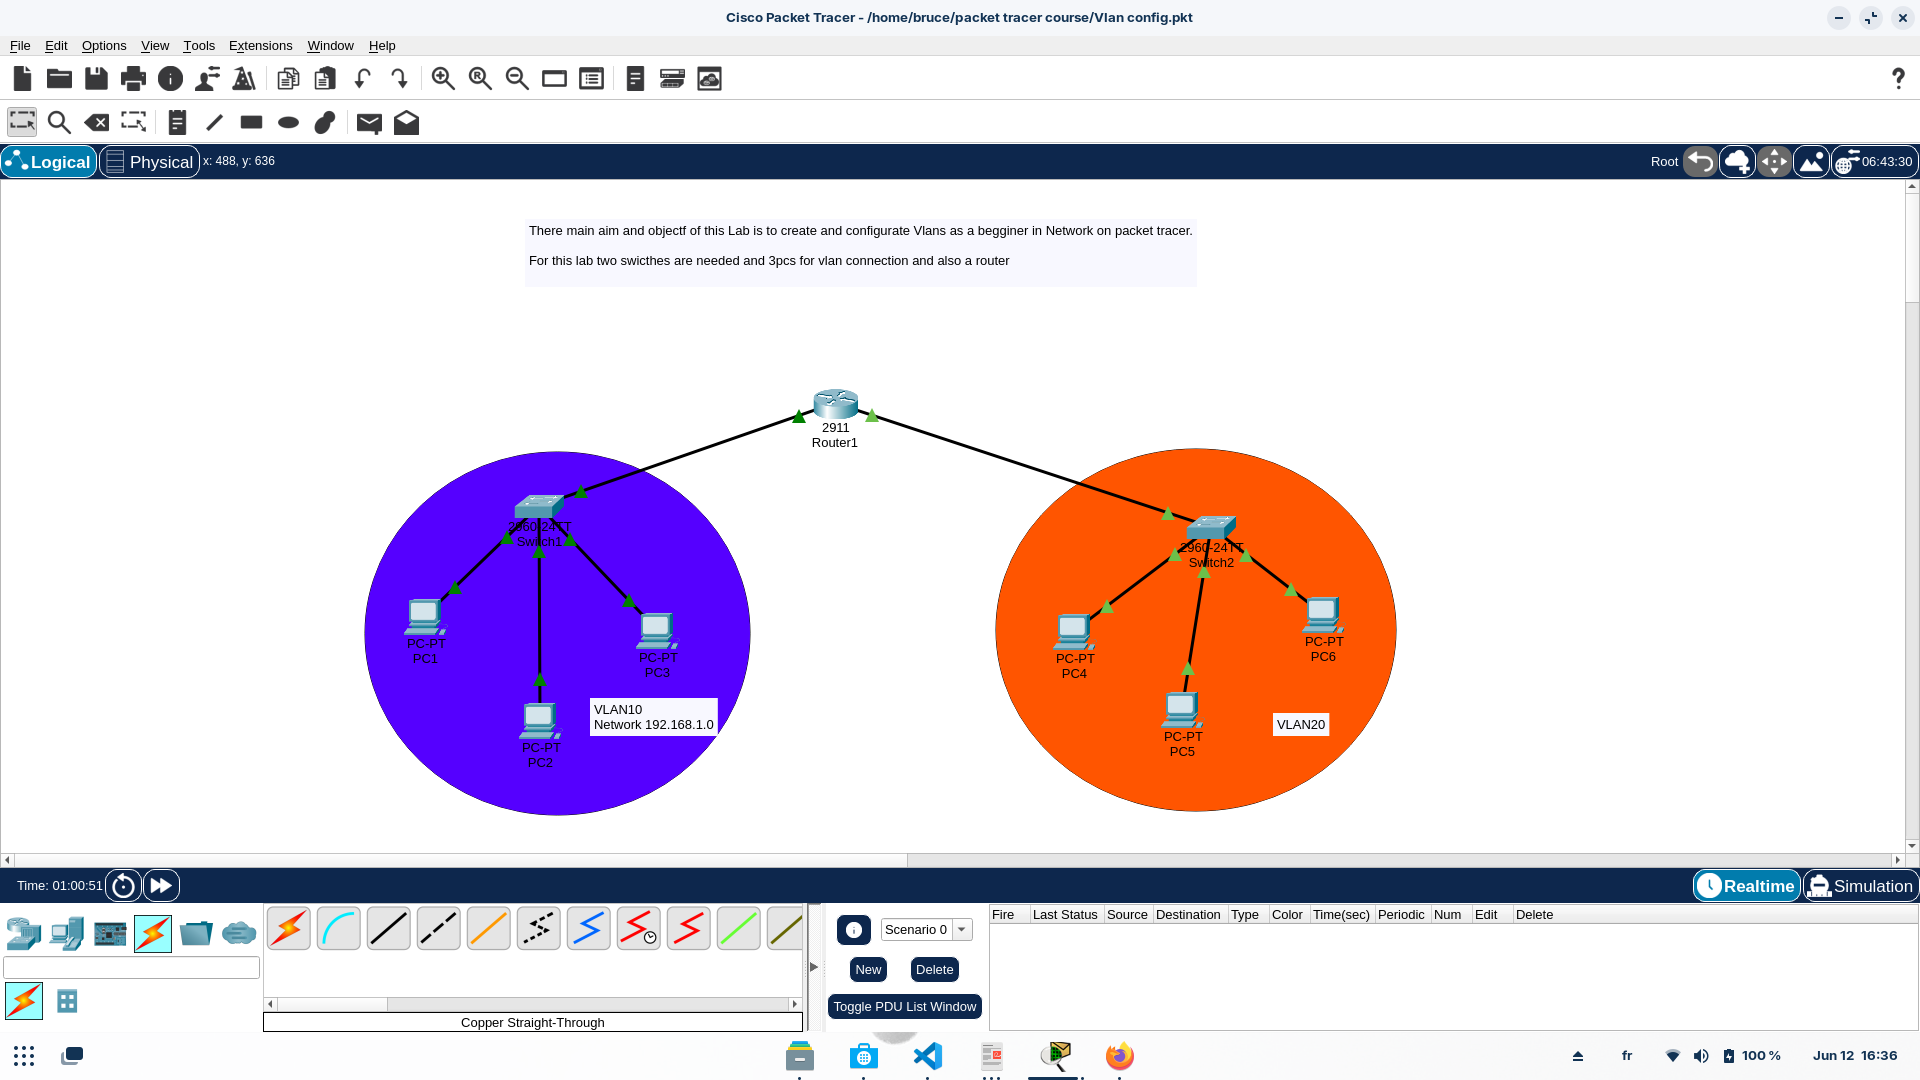 Cisco Packet Tracer - /home/bruce/packet tracer course/Vlan config.pkt
File Edit Options View Tools Extensions Window Help
Logical Physical x: 488, y: 636 Root 06:43:30
There main aim and objectf of this Lab is to create and configurate Vlans as a begginer in Network on packet tracer.
For this lab two swicthes are needed and 3pcs for vlan connection and also a router
2911
Router1
2960-24TT
Switch1
2960-24TT
Switch2
PC-PT
PC1
PC-PT
PC3
PC-PT
PC2
VLAN10
Network 192.168.1.0
PC-PT
PC4
PC-PT
PC6
PC-PT
PC5
VLAN20
Time: 01:00:51 Realtime Simulation
Scenario 0
New Delete
Toggle PDU List Window
Fire Last Status Source Destination Type Color Time(sec) Periodic Num Edit Delete
Copper Straight-Through
fr 100 % Jun 12 16:36